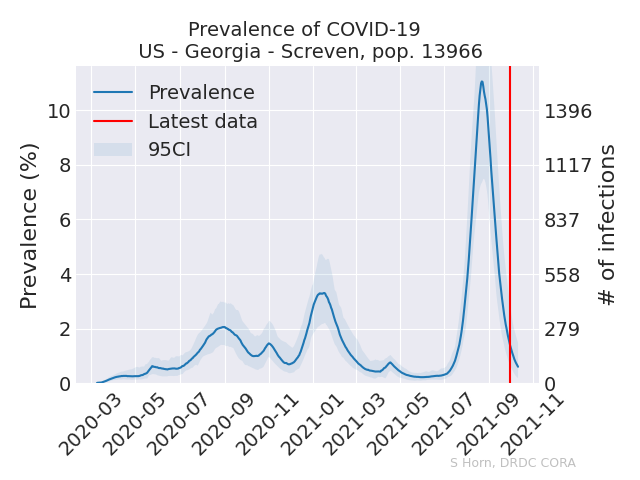 Prevalence of COVID-19
US - Georgia - Screven, pop. 13966
Prevalence
Latest data
95CI
Prevalence (%)
10
8
6
4
2
0
# of infections
1396
1117
837
558
279
0
2020-03
2020-05
2020-07
2020-09
2020-11
2021-01
2021-03
2021-05
2021-07
2021-09
2021-11
S Horn, DRDC CORA